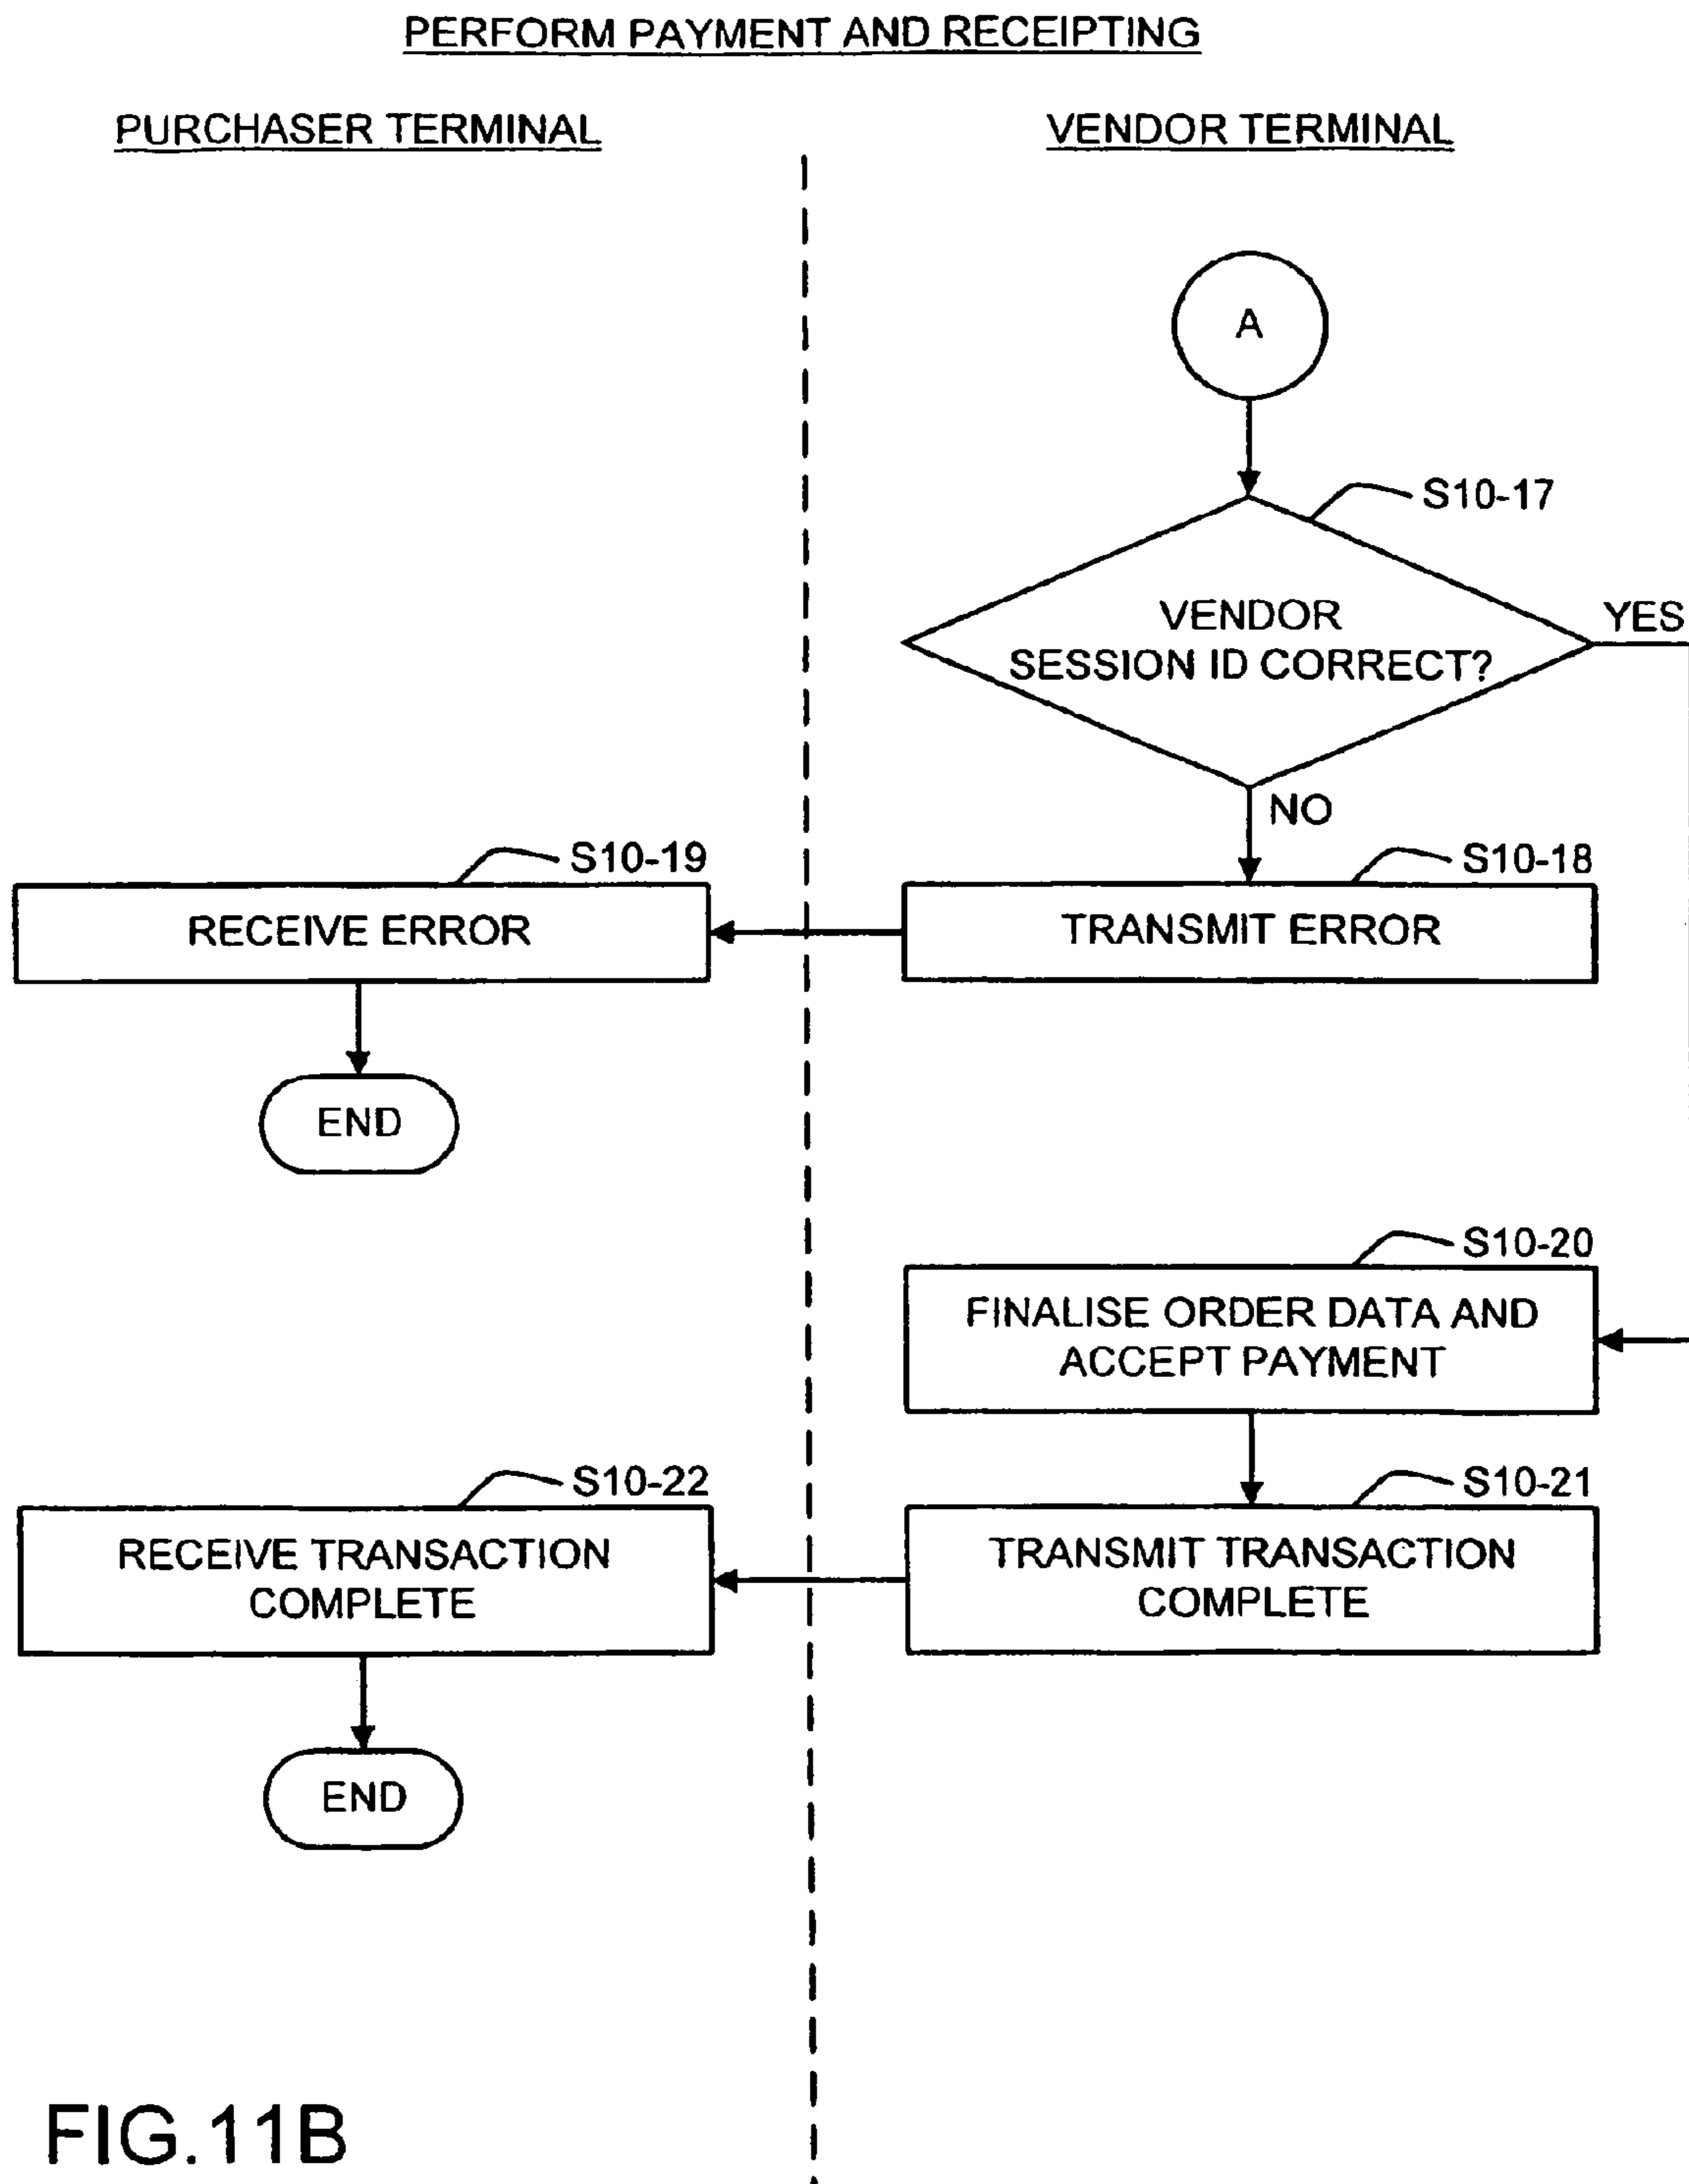 PERFORM PAYMENT AND RECEIPTING
PURCHASER TERMINAL
VENDOR TERMINAL
A
S10-17
VENDOR
SESSION ID CORRECT?
YES
NO
S10-19
S10-18
RECEIVE ERROR
TRANSMIT ERROR
END
S10-20
FINALISE ORDER DATA AND
ACCEPT PAYMENT
S10-22
S10-21
RECEIVE TRANSACTION
COMPLETE
TRANSMIT TRANSACTION
COMPLETE
END
FIG.11B